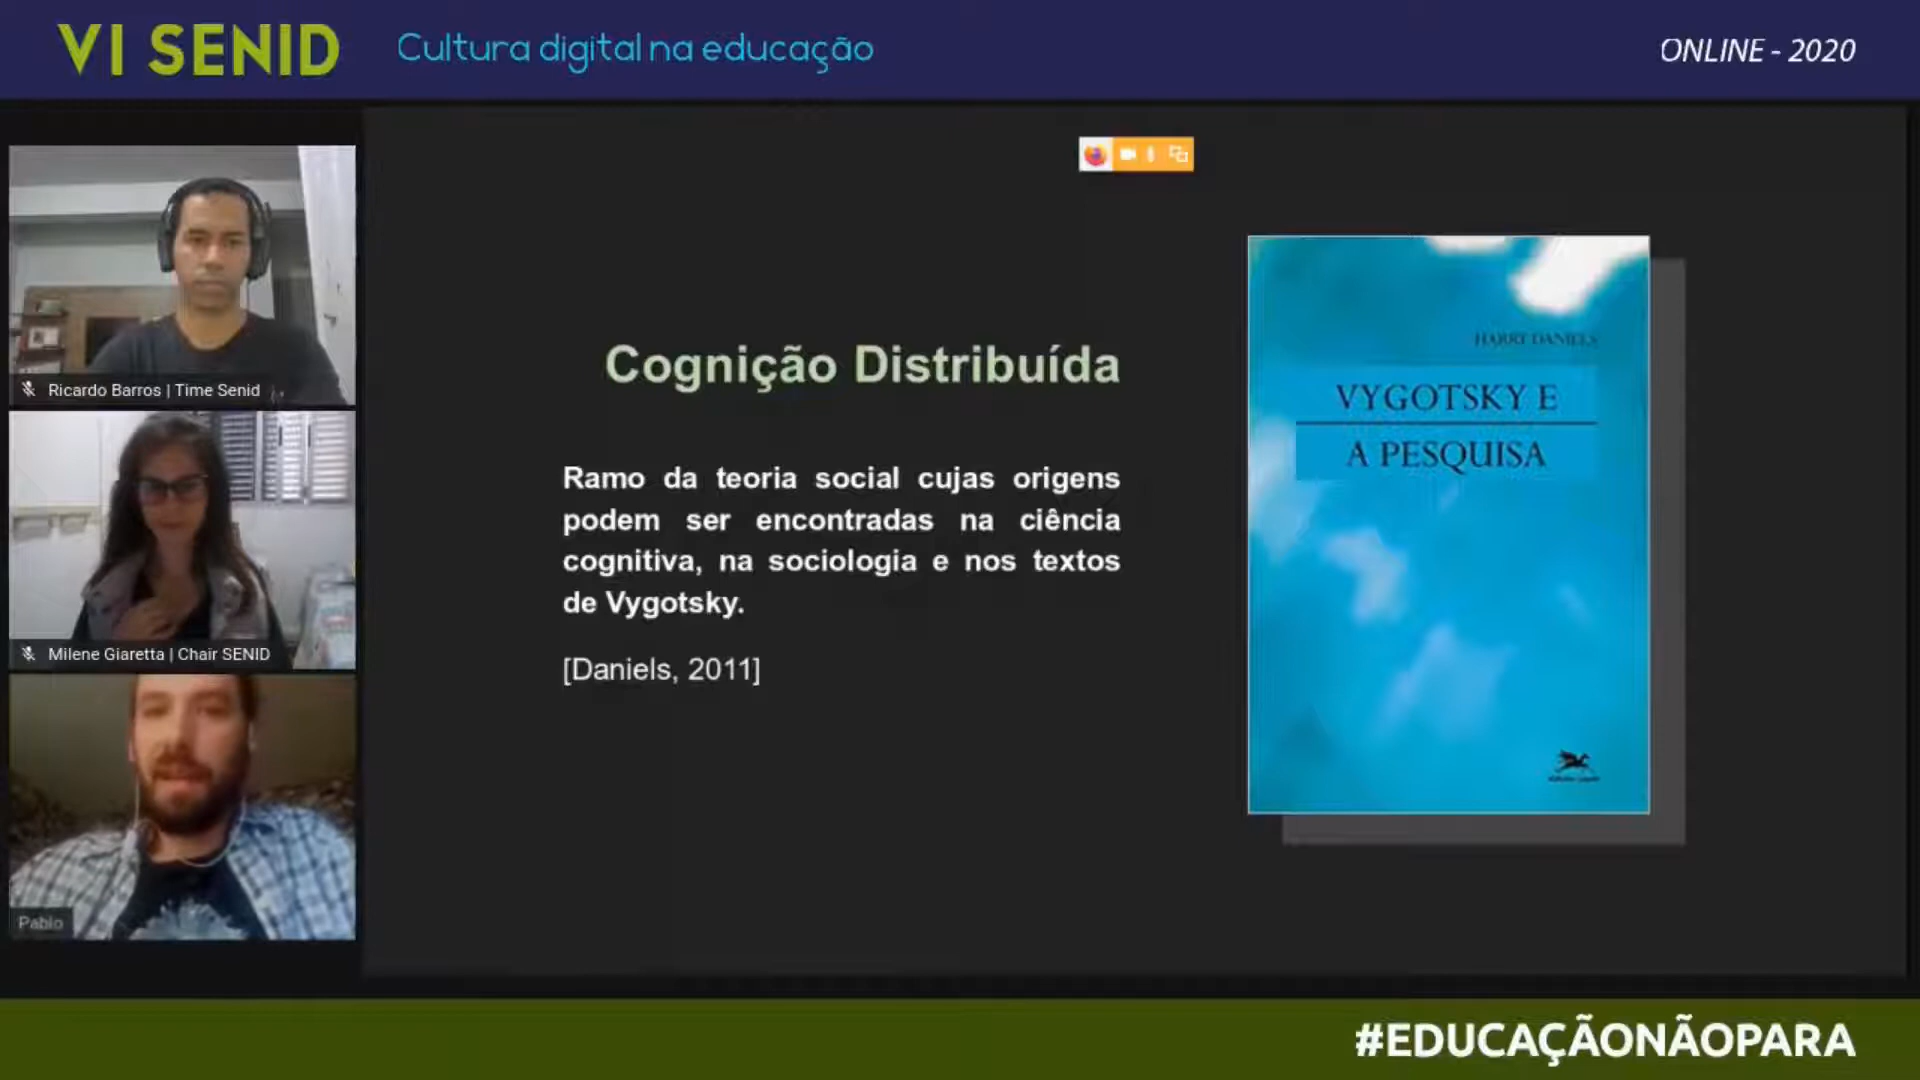 VI SENID
Cultura digital na educação
ONLINE - 2020
Ricardo Barros | Time Senid
Milene Giaretta | Chair SENID
Pablo
Cognição Distribuída
Ramo da teoria social cujas origens
podem ser encontradas na ciência
cognitiva, na sociologia e nos textos
de Vygotsky.
[Daniels, 2011]
HARRY DANIELS
VYGOTSKY E
A PESQUISA
#EDUCAÇÃONÃOPARA